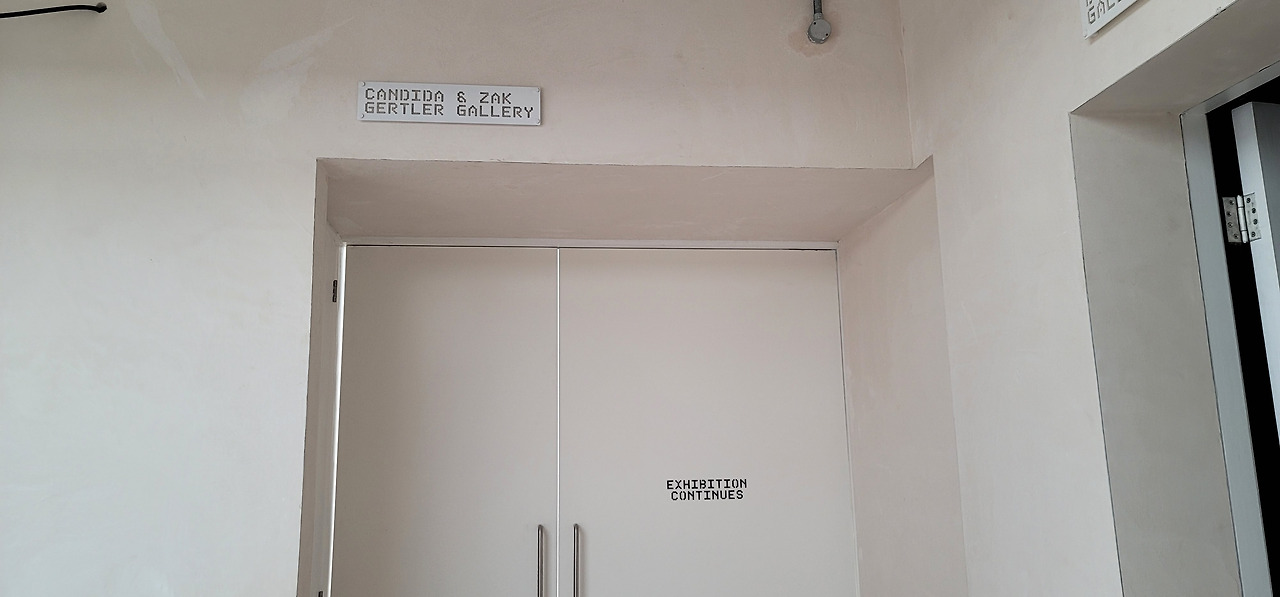 CANDIDA & ZAK
GERTLER GALLERY
EXHIBITION
CONTINUES